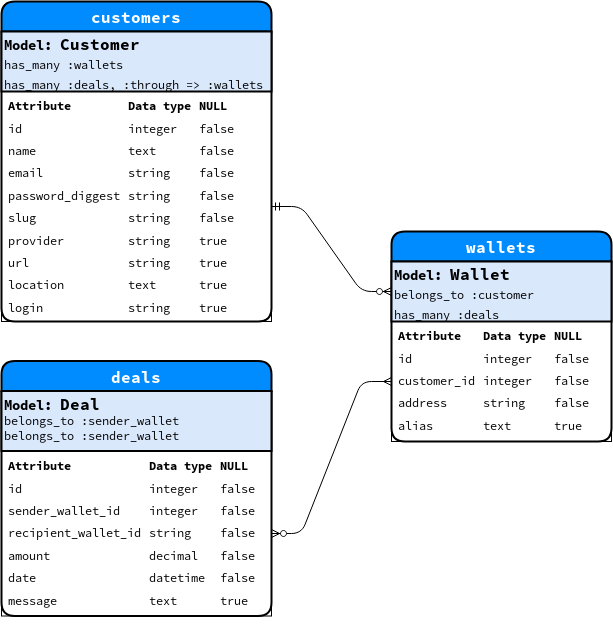 customers
Model: Customer
has_many :wallets
has_many :deals, :through => :wallets
Attribute Data type NULL
id integer false
name text false
email string false
password_diggest string false
slug string false
provider string true
url string true
location text true
login string true
wallets
Model: Wallet
belongs_to :customer
has_many :deals
Attribute Data type NULL
id integer false
customer_id integer false
address string false
alias text true
deals
Model: Deal
belongs_to :sender_wallet
belongs_to :sender_wallet
Attribute Data type NULL
id integer false
sender_wallet_id integer false
recipient_wallet_id string false
amount decimal false
date datetime false
message text true